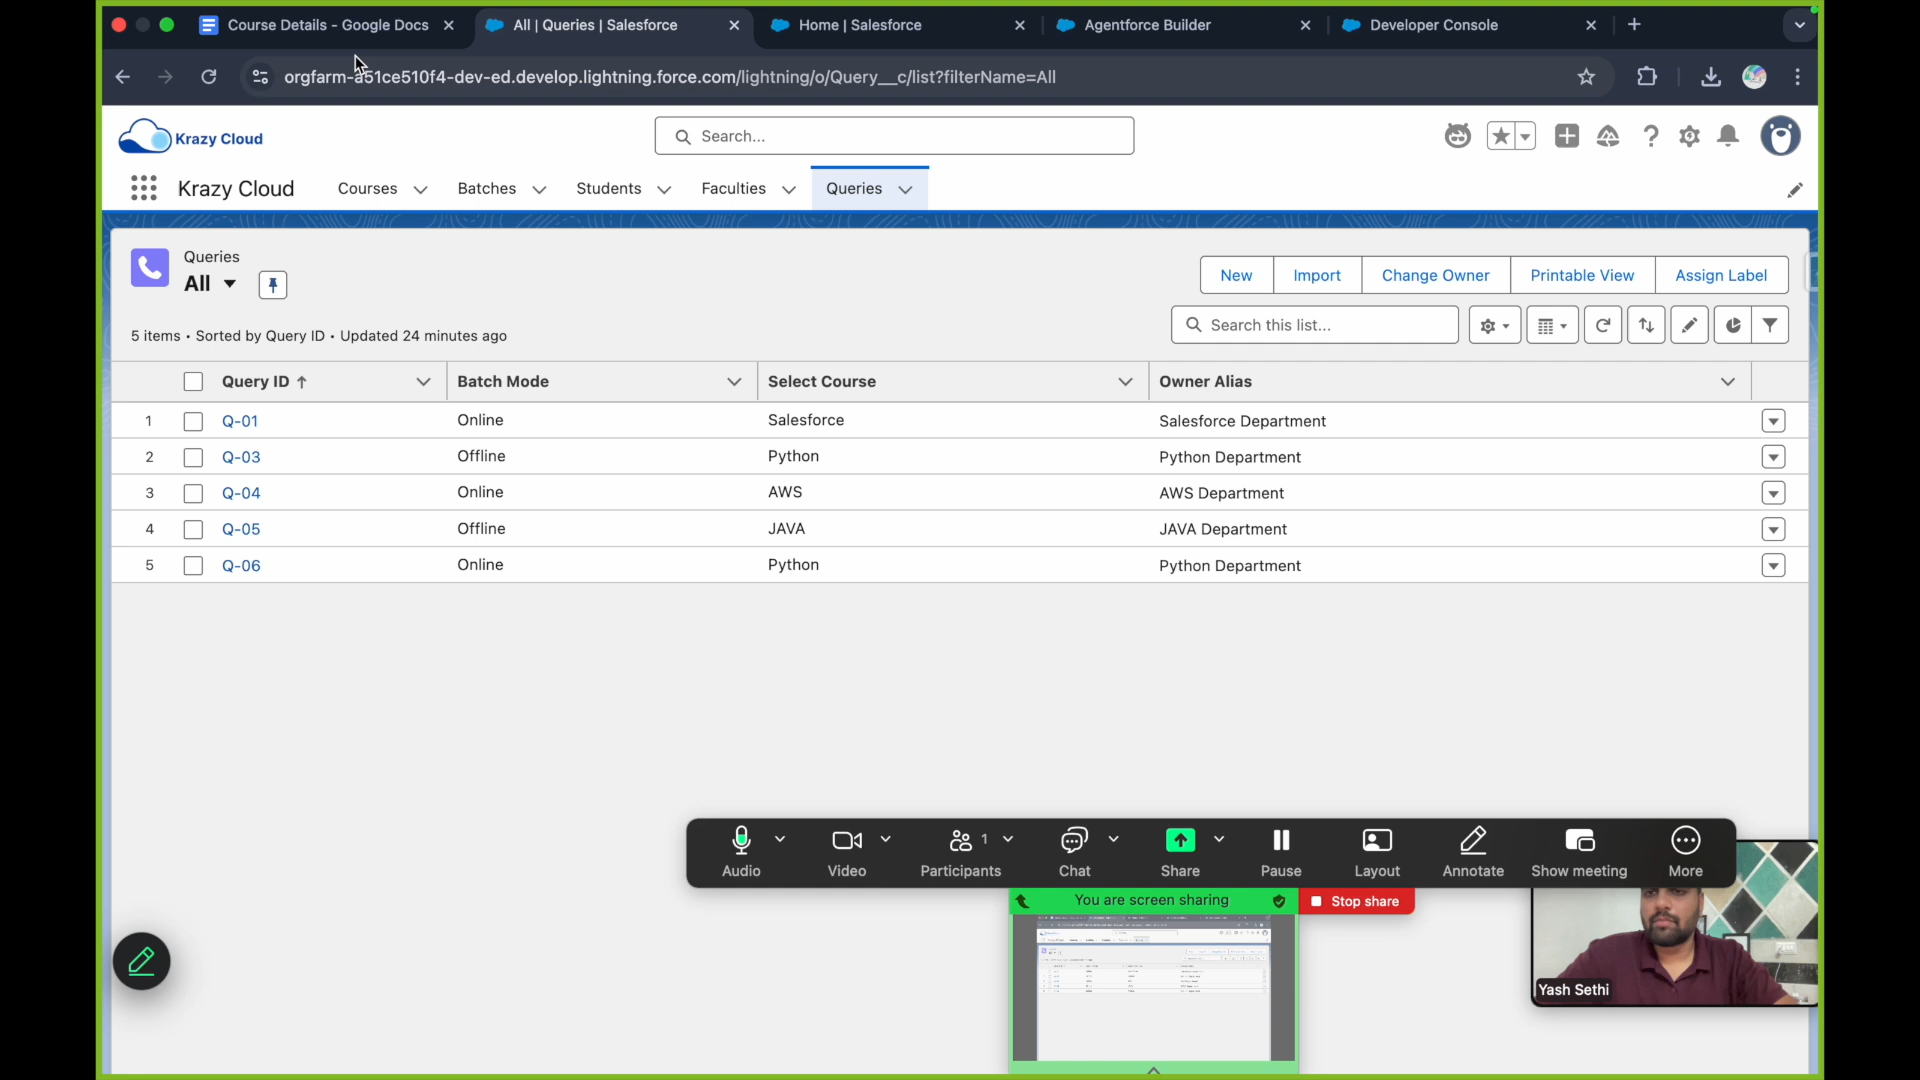 Course Details - Google Docs
All | Queries | Salesforce
Home | Salesforce
Agentforce Builder
Developer Console
orgfarm-a51ce510f4-dev-ed.develop.lightning.force.com/lightning/o/Query__c/list?filterName=All
Krazy Cloud
Search...
Krazy Cloud
Courses
Batches
Students
Faculties
Queries
Queries
All
New
Import
Change Owner
Printable View
Assign Label
5 items • Sorted by Query ID • Updated 24 minutes ago
Search this list...
Query ID
Batch Mode
Select Course
Owner Alias
1 Q-01 Online Salesforce Salesforce Department
2 Q-03 Offline Python Python Department
3 Q-04 Online AWS AWS Department
4 Q-05 Offline JAVA JAVA Department
5 Q-06 Online Python Python Department
1
Audio
Video
Participants
Chat
Share
Pause
Layout
Annotate
Show meeting
More
You are screen sharing
Stop share
Yash Sethi